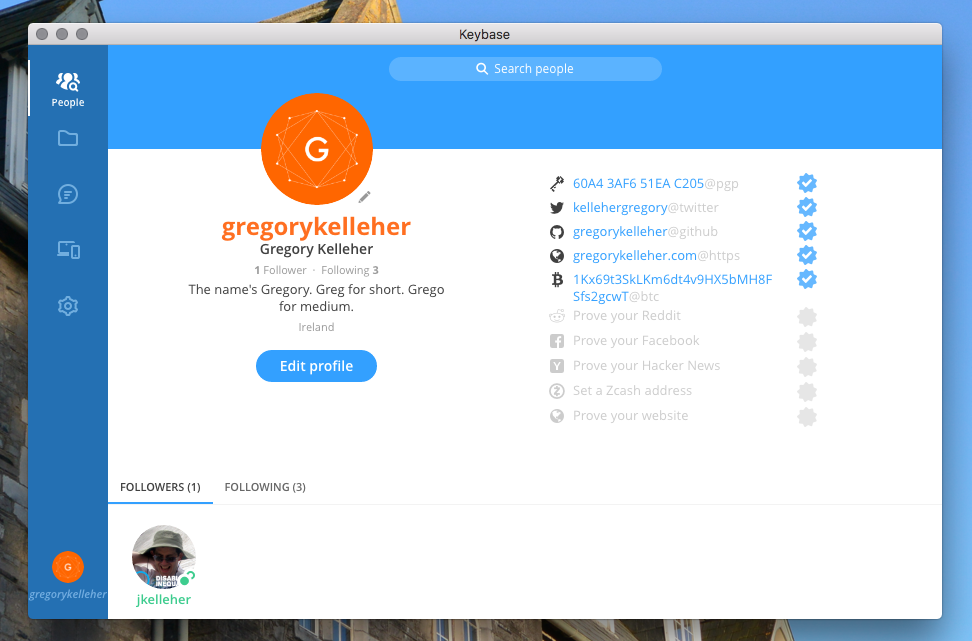 Keybase
Search people
People
G
gregorykelleher
Gregory Kelleher
1 Follower · Following 3
The name's Gregory. Greg for short. Grego
for medium.
Ireland
Edit profile
60A4 3AF6 51EA C205@pgp
kellehergregory@twitter
gregorykelleher@github
gregorykelleher.com@https
1Kx69t3SkLKm6dt4v9HX5bMH8F
Sfs2gcwT@btc
Prove your Reddit
Prove your Facebook
Prove your Hacker News
Set a Zcash address
Prove your website
FOLLOWERS (1) FOLLOWING (3)
jkelleher
G
gregorykelleher